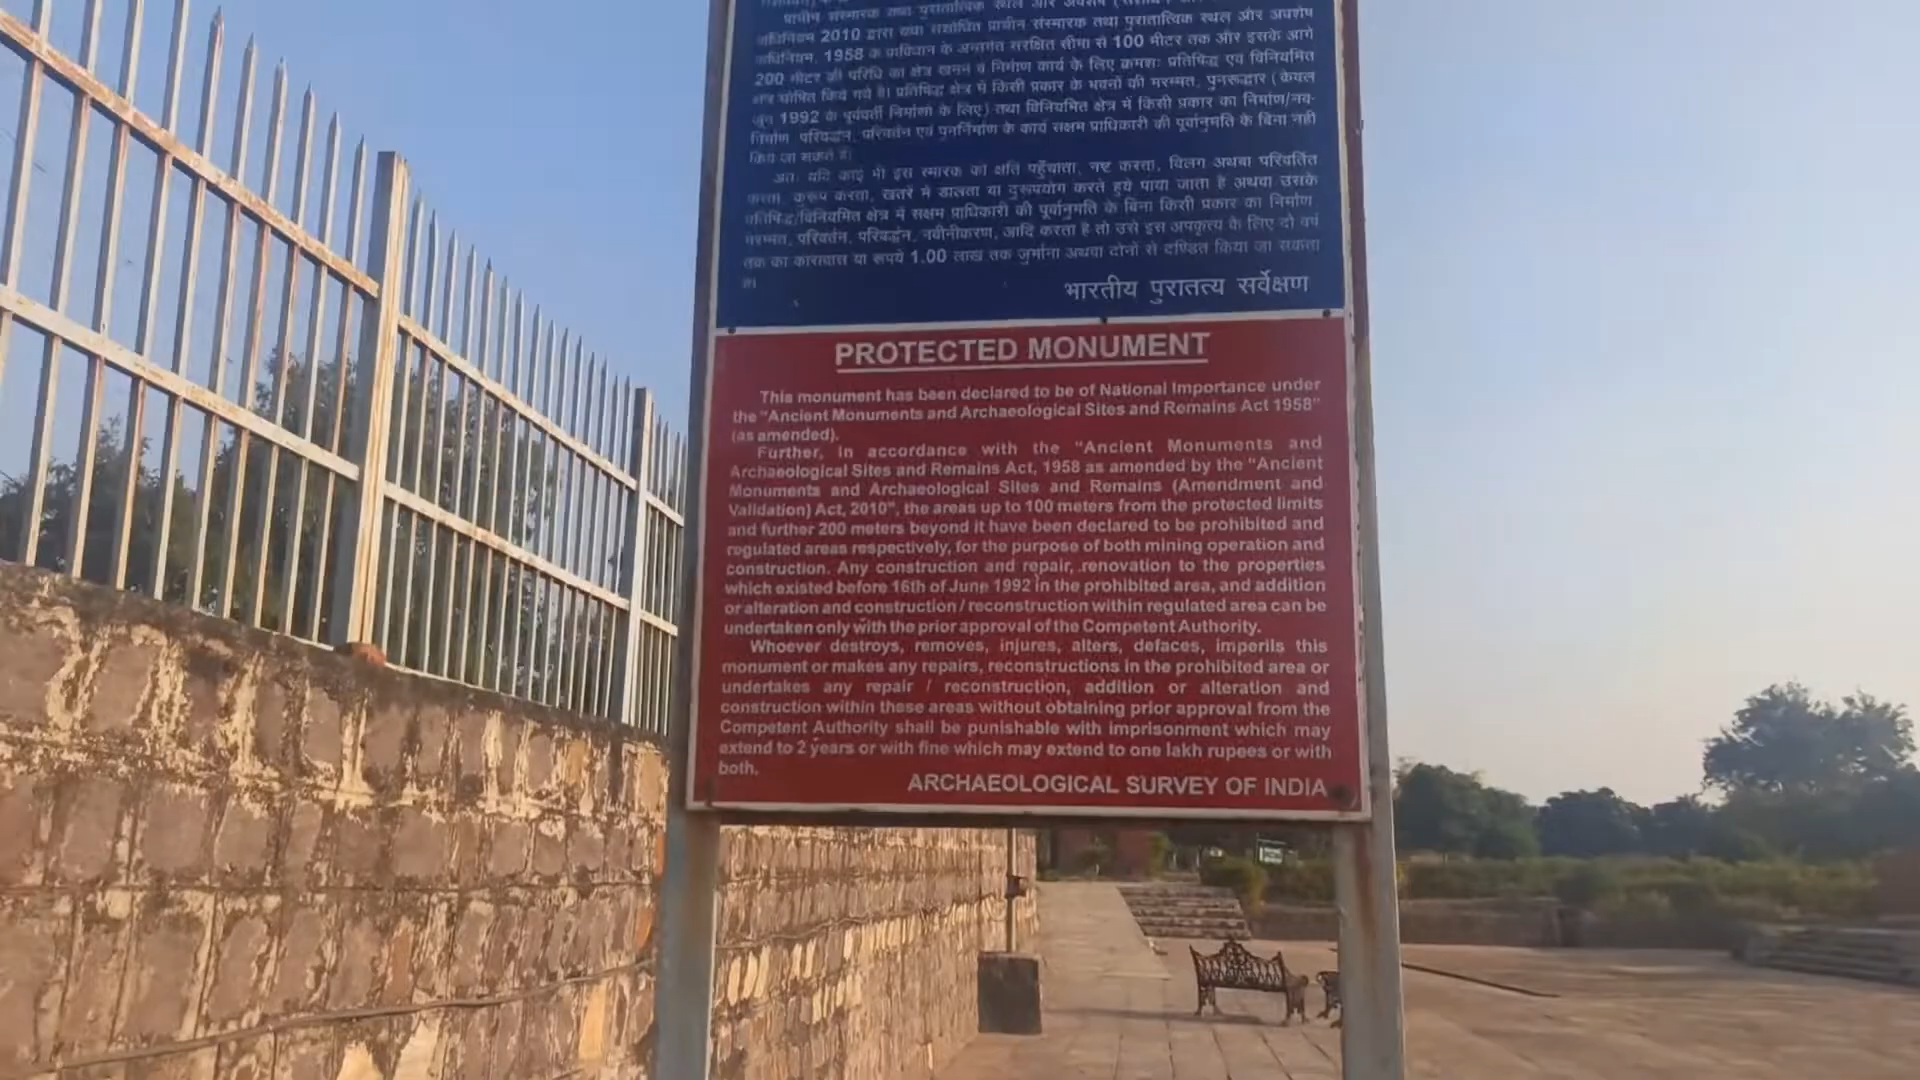 प्राचीन संस्मारक तथा पुरातात्विक स्थल और अवशेष
अधिनियम 2010 द्वारा यथा संशोधित प्राचीन संस्मारक तथा पुरातात्विक स्थल और अवशेष
अधिनियम, 1958 के प्रावधान के अन्तर्गत संरक्षित सीमा से 100 मीटर तक और इसके आगे
200 मीटर की परिधि का क्षेत्र खनन व निर्माण कार्य के लिए क्रमशः प्रतिषिद्ध एवं विनियमित
क्षेत्र घोषित किये गये है। प्रतिषिद्ध क्षेत्र में किसी प्रकार के भवनों की मरम्मत, पुनरूद्धार (केवल
जून 1992 के पूर्ववर्ती निर्माणों के लिए) तथा विनियमित क्षेत्र में किसी प्रकार का निर्माण/नव-
निर्माण, परिवर्द्धन, परिवर्तन एवं पुनर्निर्माण के कार्य सक्षम प्राधिकारी की पूर्वानुमति के बिना नही
किये जा सकते है।
अतः यदि कोई भी इस स्मारक को क्षति पहुँचाता, नष्ट करता, विलग अथवा परिवर्तित
करता, कुरूप करता, खतरे में डालता या दुरूपयोग करते हुये पाया जाता है अथवा उसके
प्रतिषिद्ध/विनियमित क्षेत्र में सक्षम प्राधिकारी की पूर्वानुमति के बिना किसी प्रकार का निर्माण,
मरम्मत, परिवर्तन, परिवर्द्धन, नवीनीकरण, आदि करता है तो उसे इस अपकृत्य के लिए दो वर्ष
तक का कारावास या रूपये 1.00 लाख तक जुर्माना अथवा दोनों से दण्डित किया जा सकता
है।
भारतीय पुरातत्व सर्वेक्षण
PROTECTED MONUMENT
This monument has been declared to be of National Importance under
the "Ancient Monuments and Archaeological Sites and Remains Act 1958"
(as amended).
Further, in accordance with the "Ancient Monuments and
Archaeological Sites and Remains Act, 1958 as amended by the "Ancient
Monuments and Archaeological Sites and Remains (Amendment and
Validation) Act, 2010", the areas up to 100 meters from the protected limits
and further 200 meters beyond it have been declared to be prohibited and
regulated areas respectively, for the purpose of both mining operation and
construction. Any construction and repair, renovation to the properties
which existed before 16th of June 1992 in the prohibited area, and addition
or alteration and construction / reconstruction within regulated area can be
undertaken only with the prior approval of the Competent Authority.
Whoever destroys, removes, injures, alters, defaces, imperils this
monument or makes any repairs, reconstructions in the prohibited area or
undertakes any repair / reconstruction, addition or alteration and
construction within these areas without obtaining prior approval from the
Competent Authority shall be punishable with imprisonment which may
extend to 2 years or with fine which may extend to one lakh rupees or with
both.
ARCHAEOLOGICAL SURVEY OF INDIA